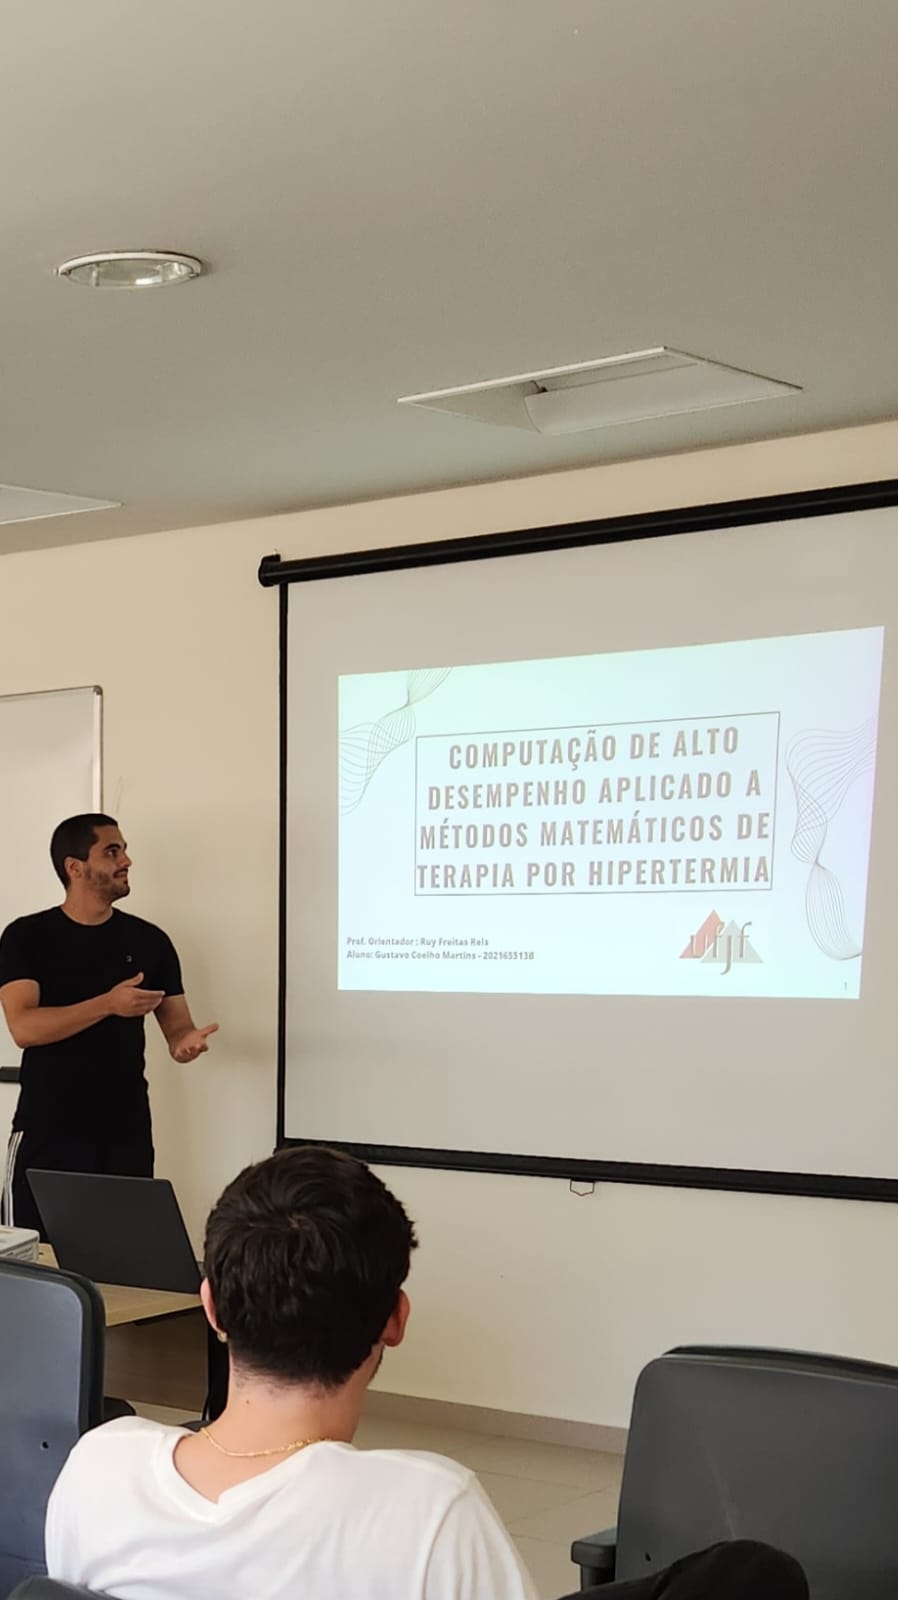 COMPUTAÇÃO DE ALTO
DESEMPENHO APLICADO A
MÉTODOS MATEMÁTICOS DE
TERAPIA POR HIPERTERMIA
Prof. Orientador : Ruy Freitas Reis
Aluno: Gustavo Coelho Martins - 202165513B
ufjf
1